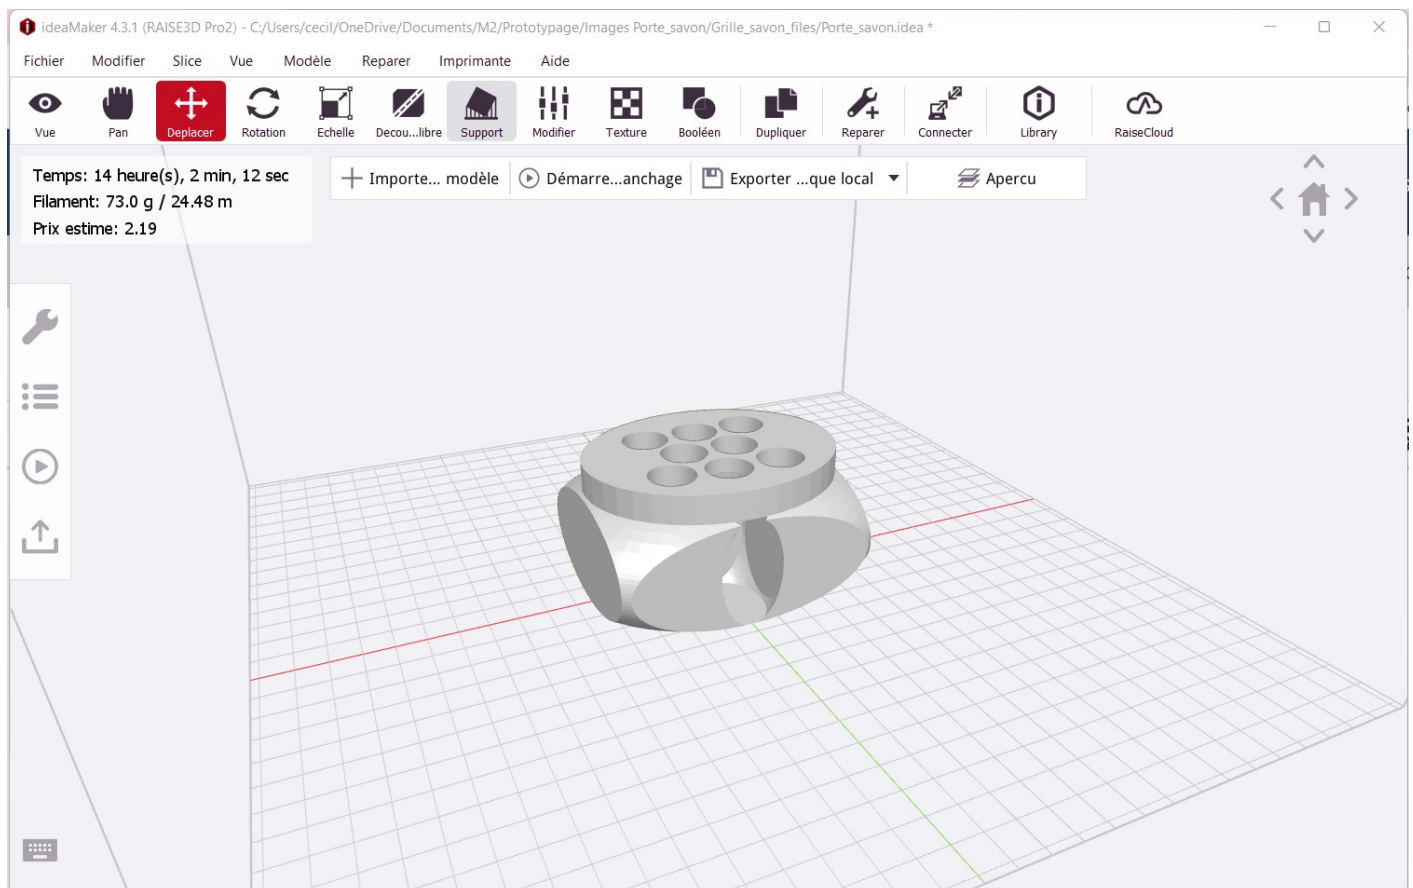 ideaMaker 4.3.1 (RAISE3D Pro2) - C:/Users/cecil/OneDrive/Documents/M2/Prototypage/Images Porte_savon/Grille_savon_files/Porte_savon.idea *
Fichier Modifier Slice Vue Modèle Reparer Imprimante Aide
Vue Pan Deplacer Rotation Echelle Decou...libre Support Modifier Texture Booléen Dupliquer Reparer Connecter Library RaiseCloud
Importe... modèle Démarre...anchage Exporter ...que local Apercu
Temps: 14 heure(s), 2 min, 12 sec
Filament: 73.0 g / 24.48 m
Prix estime: 2.19